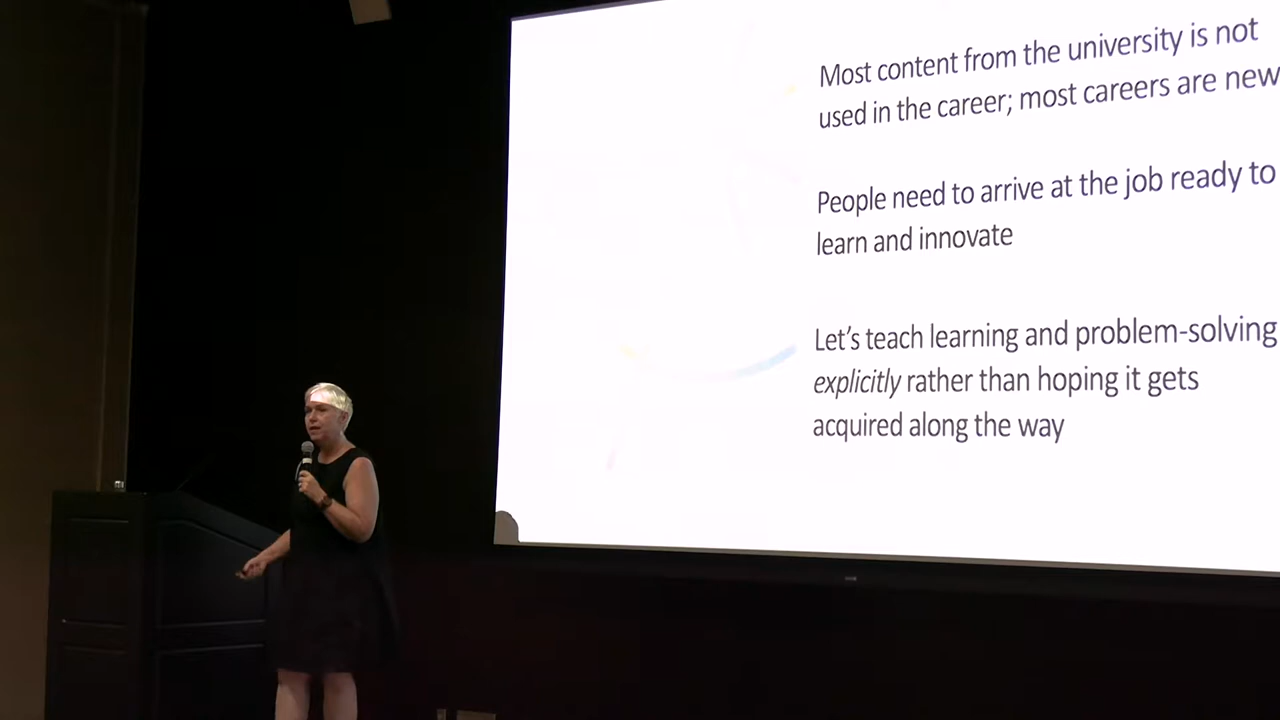 Most content from the university is not
used in the career; most careers are new
People need to arrive at the job ready to
learn and innovate
Let's teach learning and problem-solving
explicitly rather than hoping it gets
acquired along the way